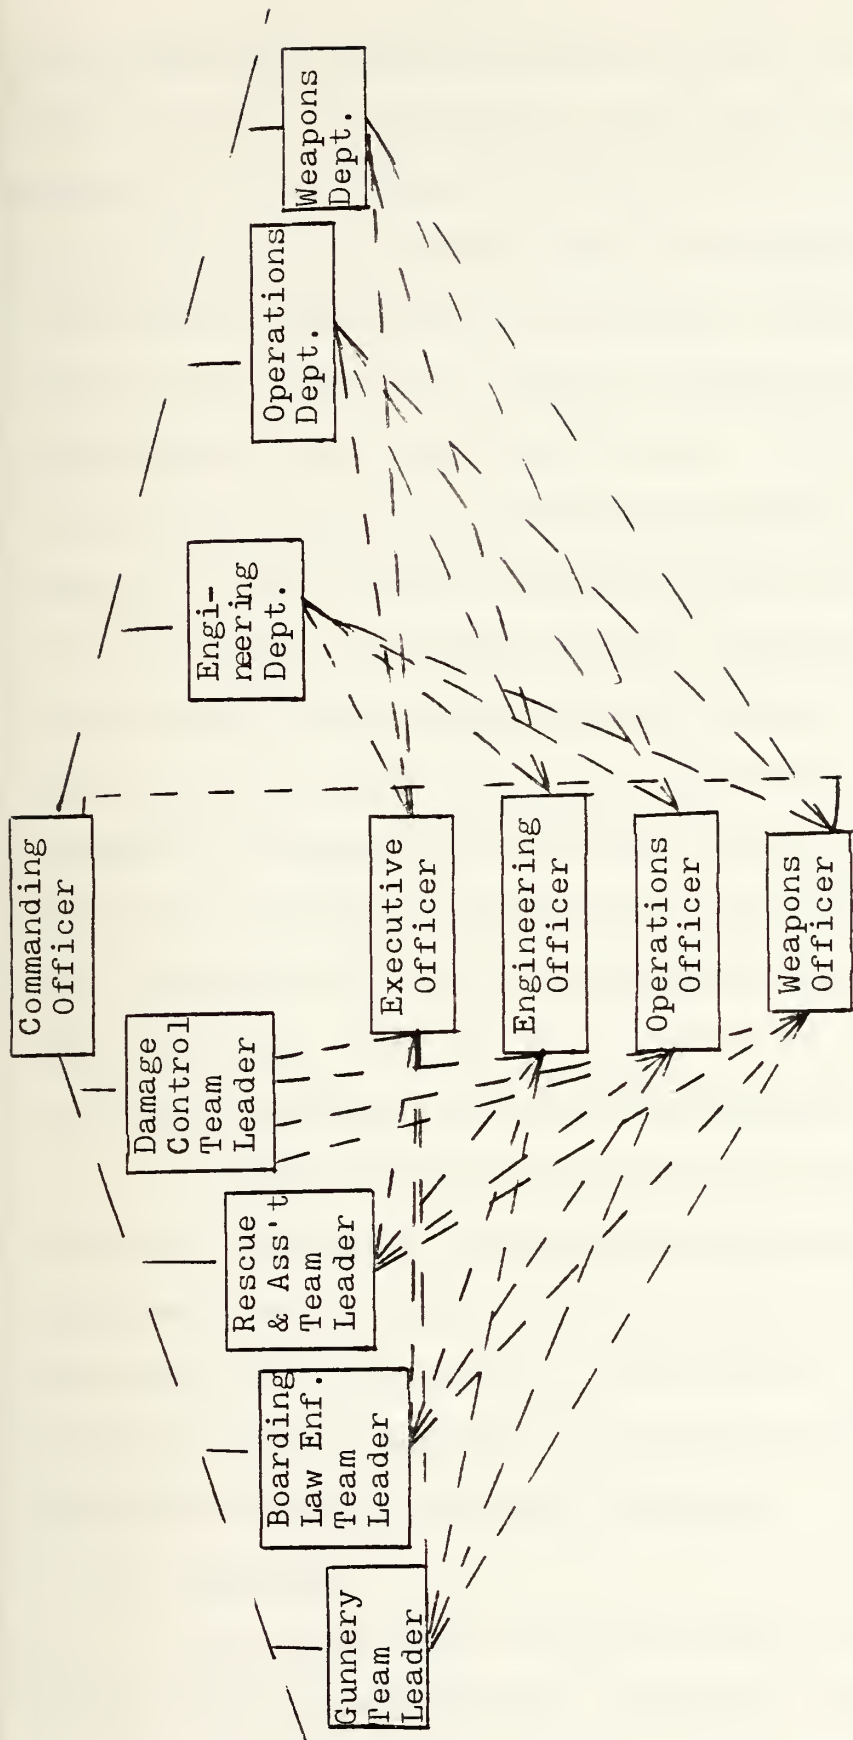 Commanding
Officer
Damage
Control
Team
Leader
Rescue
& Ass't
Team
Leader
Boarding
Law Enf.
Team
Leader
Gunnery
Team
Leader
Engi-
neering
Dept.
Operations
Dept.
Weapons
Dept.
Executive
Officer
Engineering
Officer
Operations
Officer
Weapons
Officer